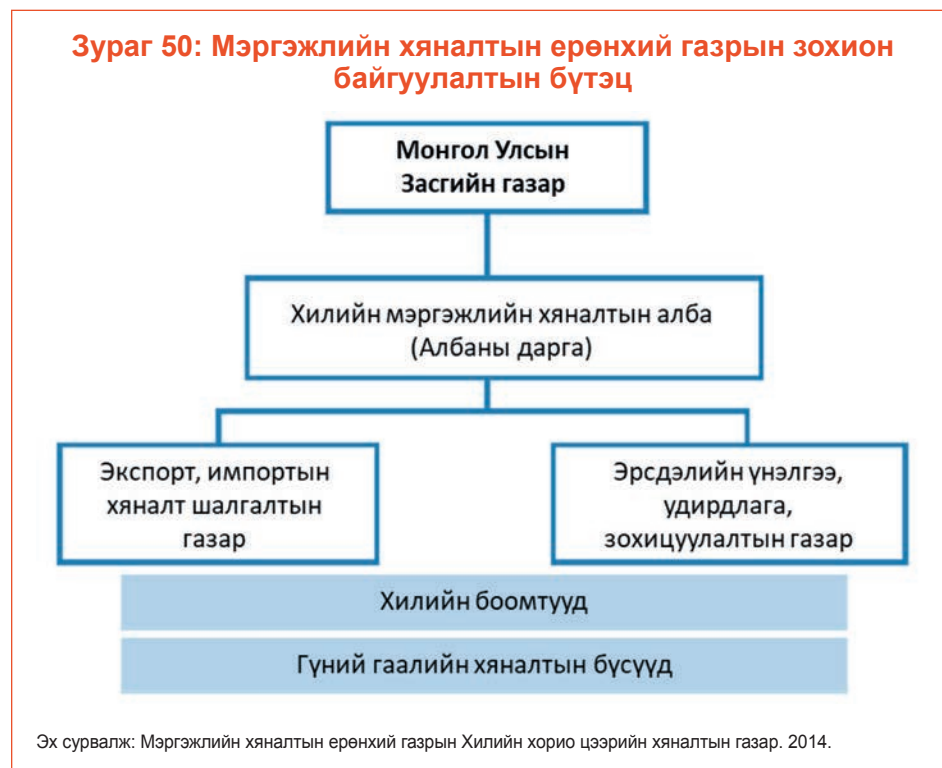 Зураг 50: Мэргэжлийн хяналтын ерөнхий газрын зохион
байгуулалтын бүтэц
Монгол Улсын
Засгийн газар
Хилийн мэргэжлийн хяналтын алба
(Албаны дарга)
Экспорт, импортын
хяналт шалгалтын
газар
Эрсдэлийн үнэлгээ,
удирдлага,
зохицуулалтын газар
Хилийн боомтууд
Гүний гаалийн хяналтын бүсүүд
Эх сурвалж: Мэргэжлийн хяналтын ерөнхий газрын Хилийн хорио цээрийн хяналтын газар. 2014.